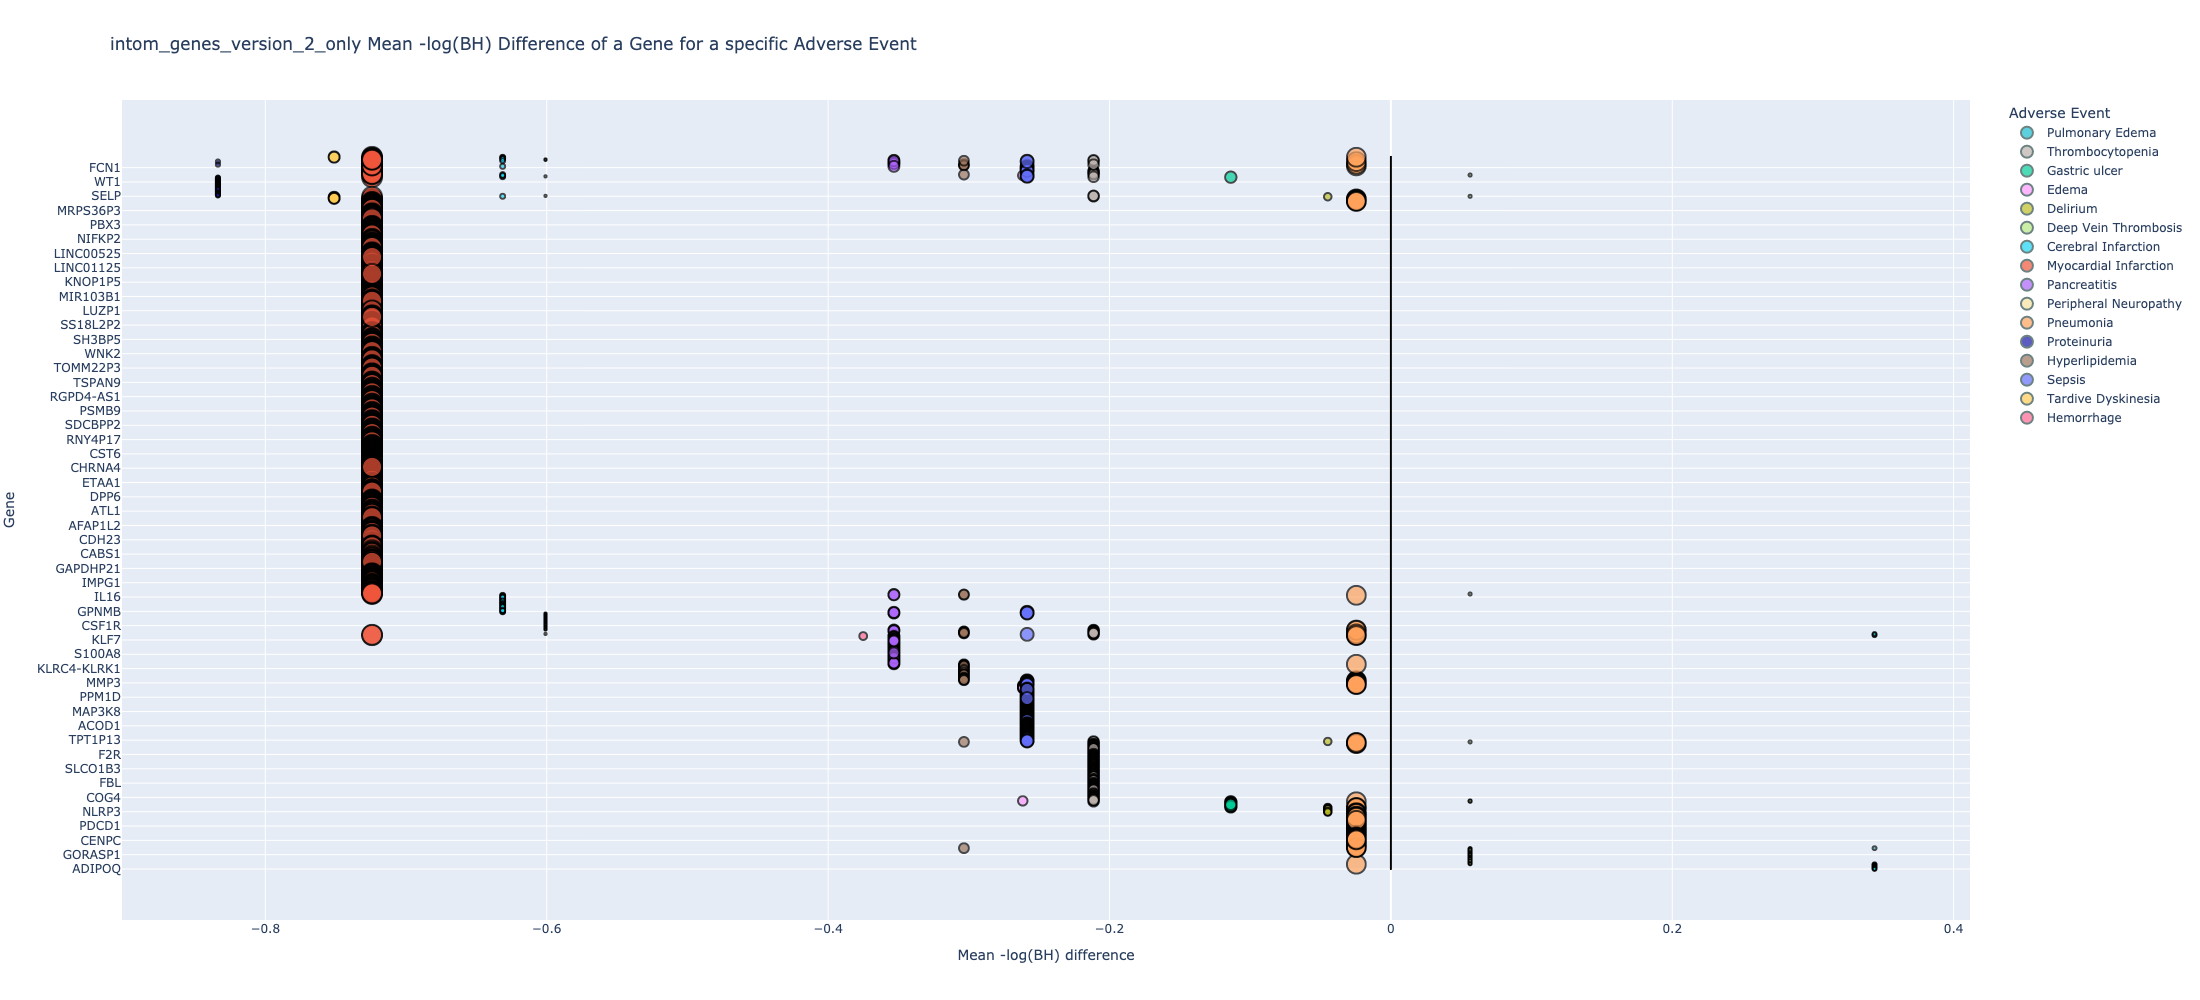 intom_genes_version_2_only Mean -log(BH) Difference of a Gene for a specific Adverse Event
Gene
FCN1
WT1
SELP
MRPS36P3
PBX3
NIFKP2
LINC00525
LINC01125
KNOP1P5
MIR103B1
LUZP1
SS18L2P2
SH3BP5
WNK2
TOMM22P3
TSPAN9
RGPD4-AS1
PSMB9
SDCBPP2
RNY4P17
CST6
CHRNA4
ETAA1
DPP6
ATL1
AFAP1L2
CDH23
CABS1
GAPDHP21
IMPG1
IL16
GPNMB
CSF1R
KLF7
S100A8
KLRC4-KLRK1
MMP3
PPM1D
MAP3K8
ACOD1
TPT1P13
F2R
SLCO1B3
FBL
COG4
NLRP3
PDCD1
CENPC
GORASP1
ADIPOQ
−0.8 −0.6 −0.4 −0.2 0 0.2 0.4
Mean -log(BH) difference
Adverse Event
Pulmonary Edema
Thrombocytopenia
Gastric ulcer
Edema
Delirium
Deep Vein Thrombosis
Cerebral Infarction
Myocardial Infarction
Pancreatitis
Peripheral Neuropathy
Pneumonia
Proteinuria
Hyperlipidemia
Sepsis
Tardive Dyskinesia
Hemorrhage